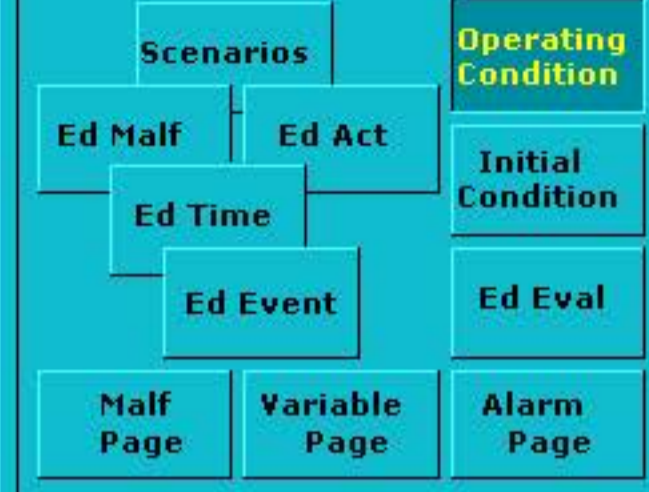 Scenarios
Operating
Condition
Ed Malf
Ed Act
Initial
Condition
Ed Time
Ed Event
Ed Eval
Malf
Page
Variable
Page
Alarm
Page